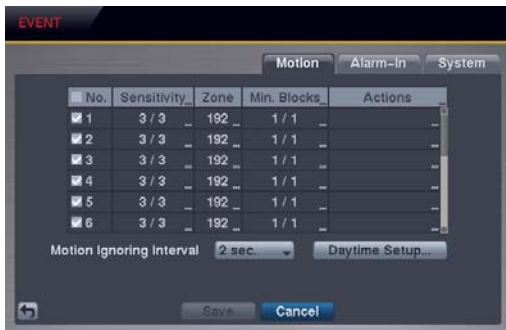 EVENT
Motion Alarm-In System
No. Sensitivity... Zone Min. Blocks... Actions ...
1 3 / 3 ... 192 ... 1 / 1 ... ...
2 3 / 3 ... 192 ... 1 / 1 ... ...
3 3 / 3 ... 192 ... 1 / 1 ... ...
4 3 / 3 ... 192 ... 1 / 1 ... ...
5 3 / 3 ... 192 ... 1 / 1 ... ...
6 3 / 3 ... 192 ... 1 / 1 ... ...
Motion Ignoring Interval 2 sec. Daytime Setup...
Save Cancel